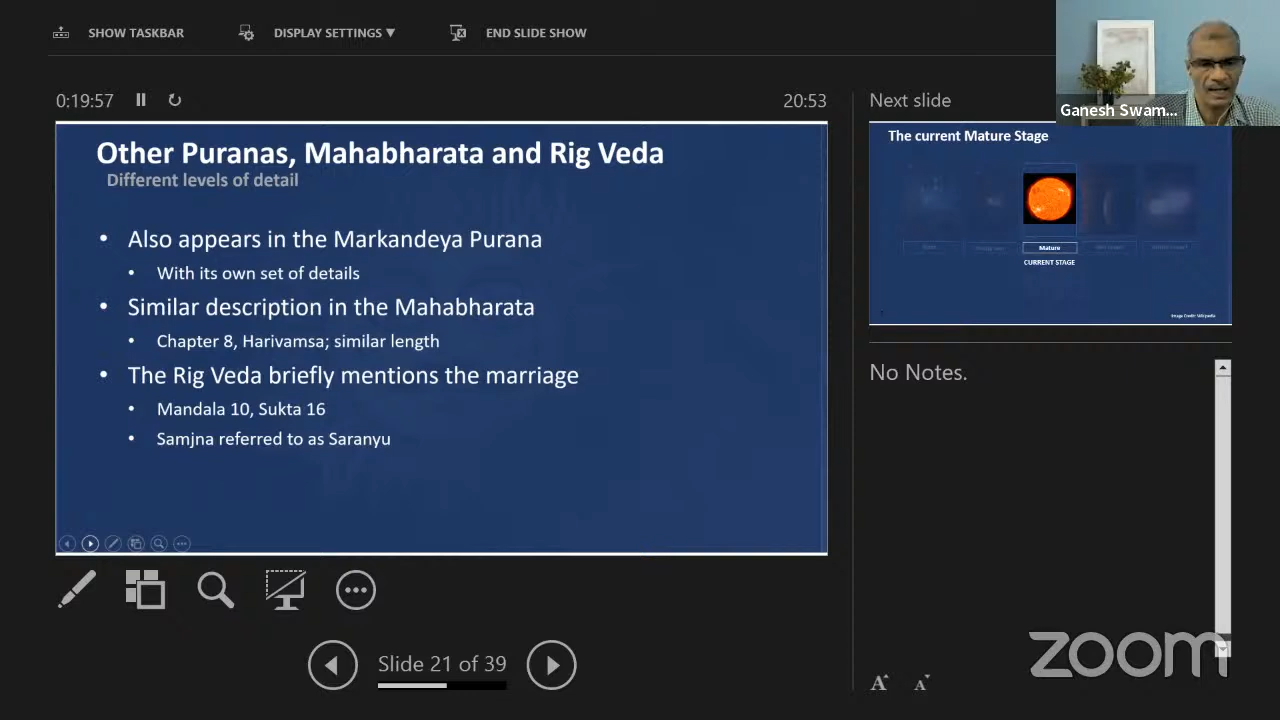 SHOW TASKBAR
DISPLAY SETTINGS ▼
END SLIDE SHOW
0:19:57
20:53
Next slide
Ganesh Swam...
Other Puranas, Mahabharata and Rig Veda
Different levels of detail
• Also appears in the Markandeya Purana
• With its own set of details
• Similar description in the Mahabharata
• Chapter 8, Harivamsa; similar length
• The Rig Veda briefly mentions the marriage
• Mandala 10, Sukta 16
• Samjna referred to as Saranyu
The current Mature Stage
Mature
CURRENT STAGE
Image Credit: Wikipedia
No Notes.
Slide 21 of 39
A A
zoom